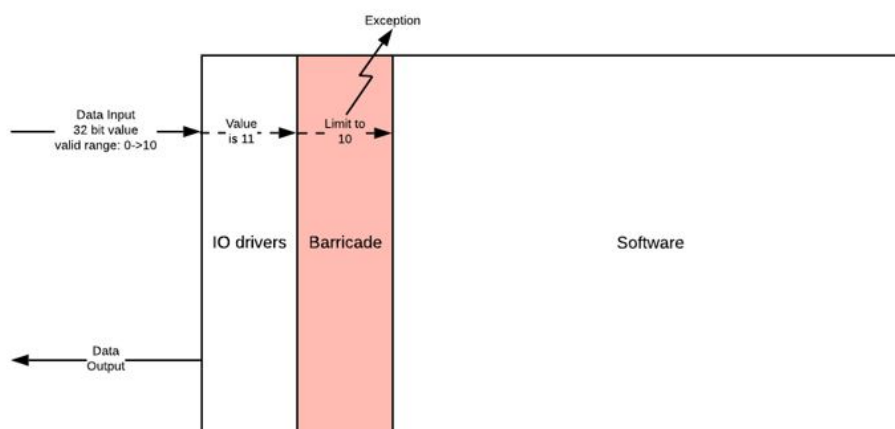 Exception
Data Input
32 bit value
valid range: 0->10
Value
is 11
Limit to
10
IO drivers
Barricade
Software
Data
Output